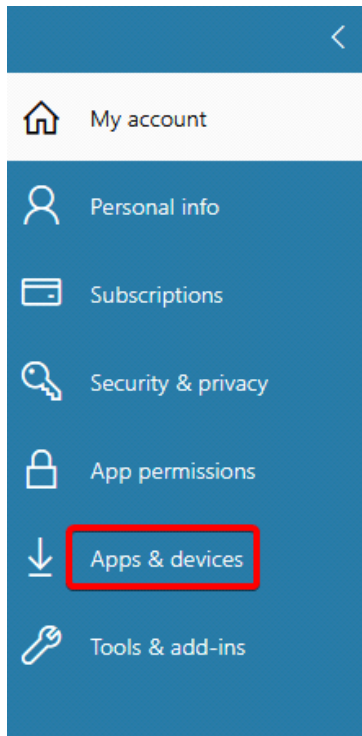 My account
Personal info
Subscriptions
Security & privacy
App permissions
Apps & devices
Tools & add-ins